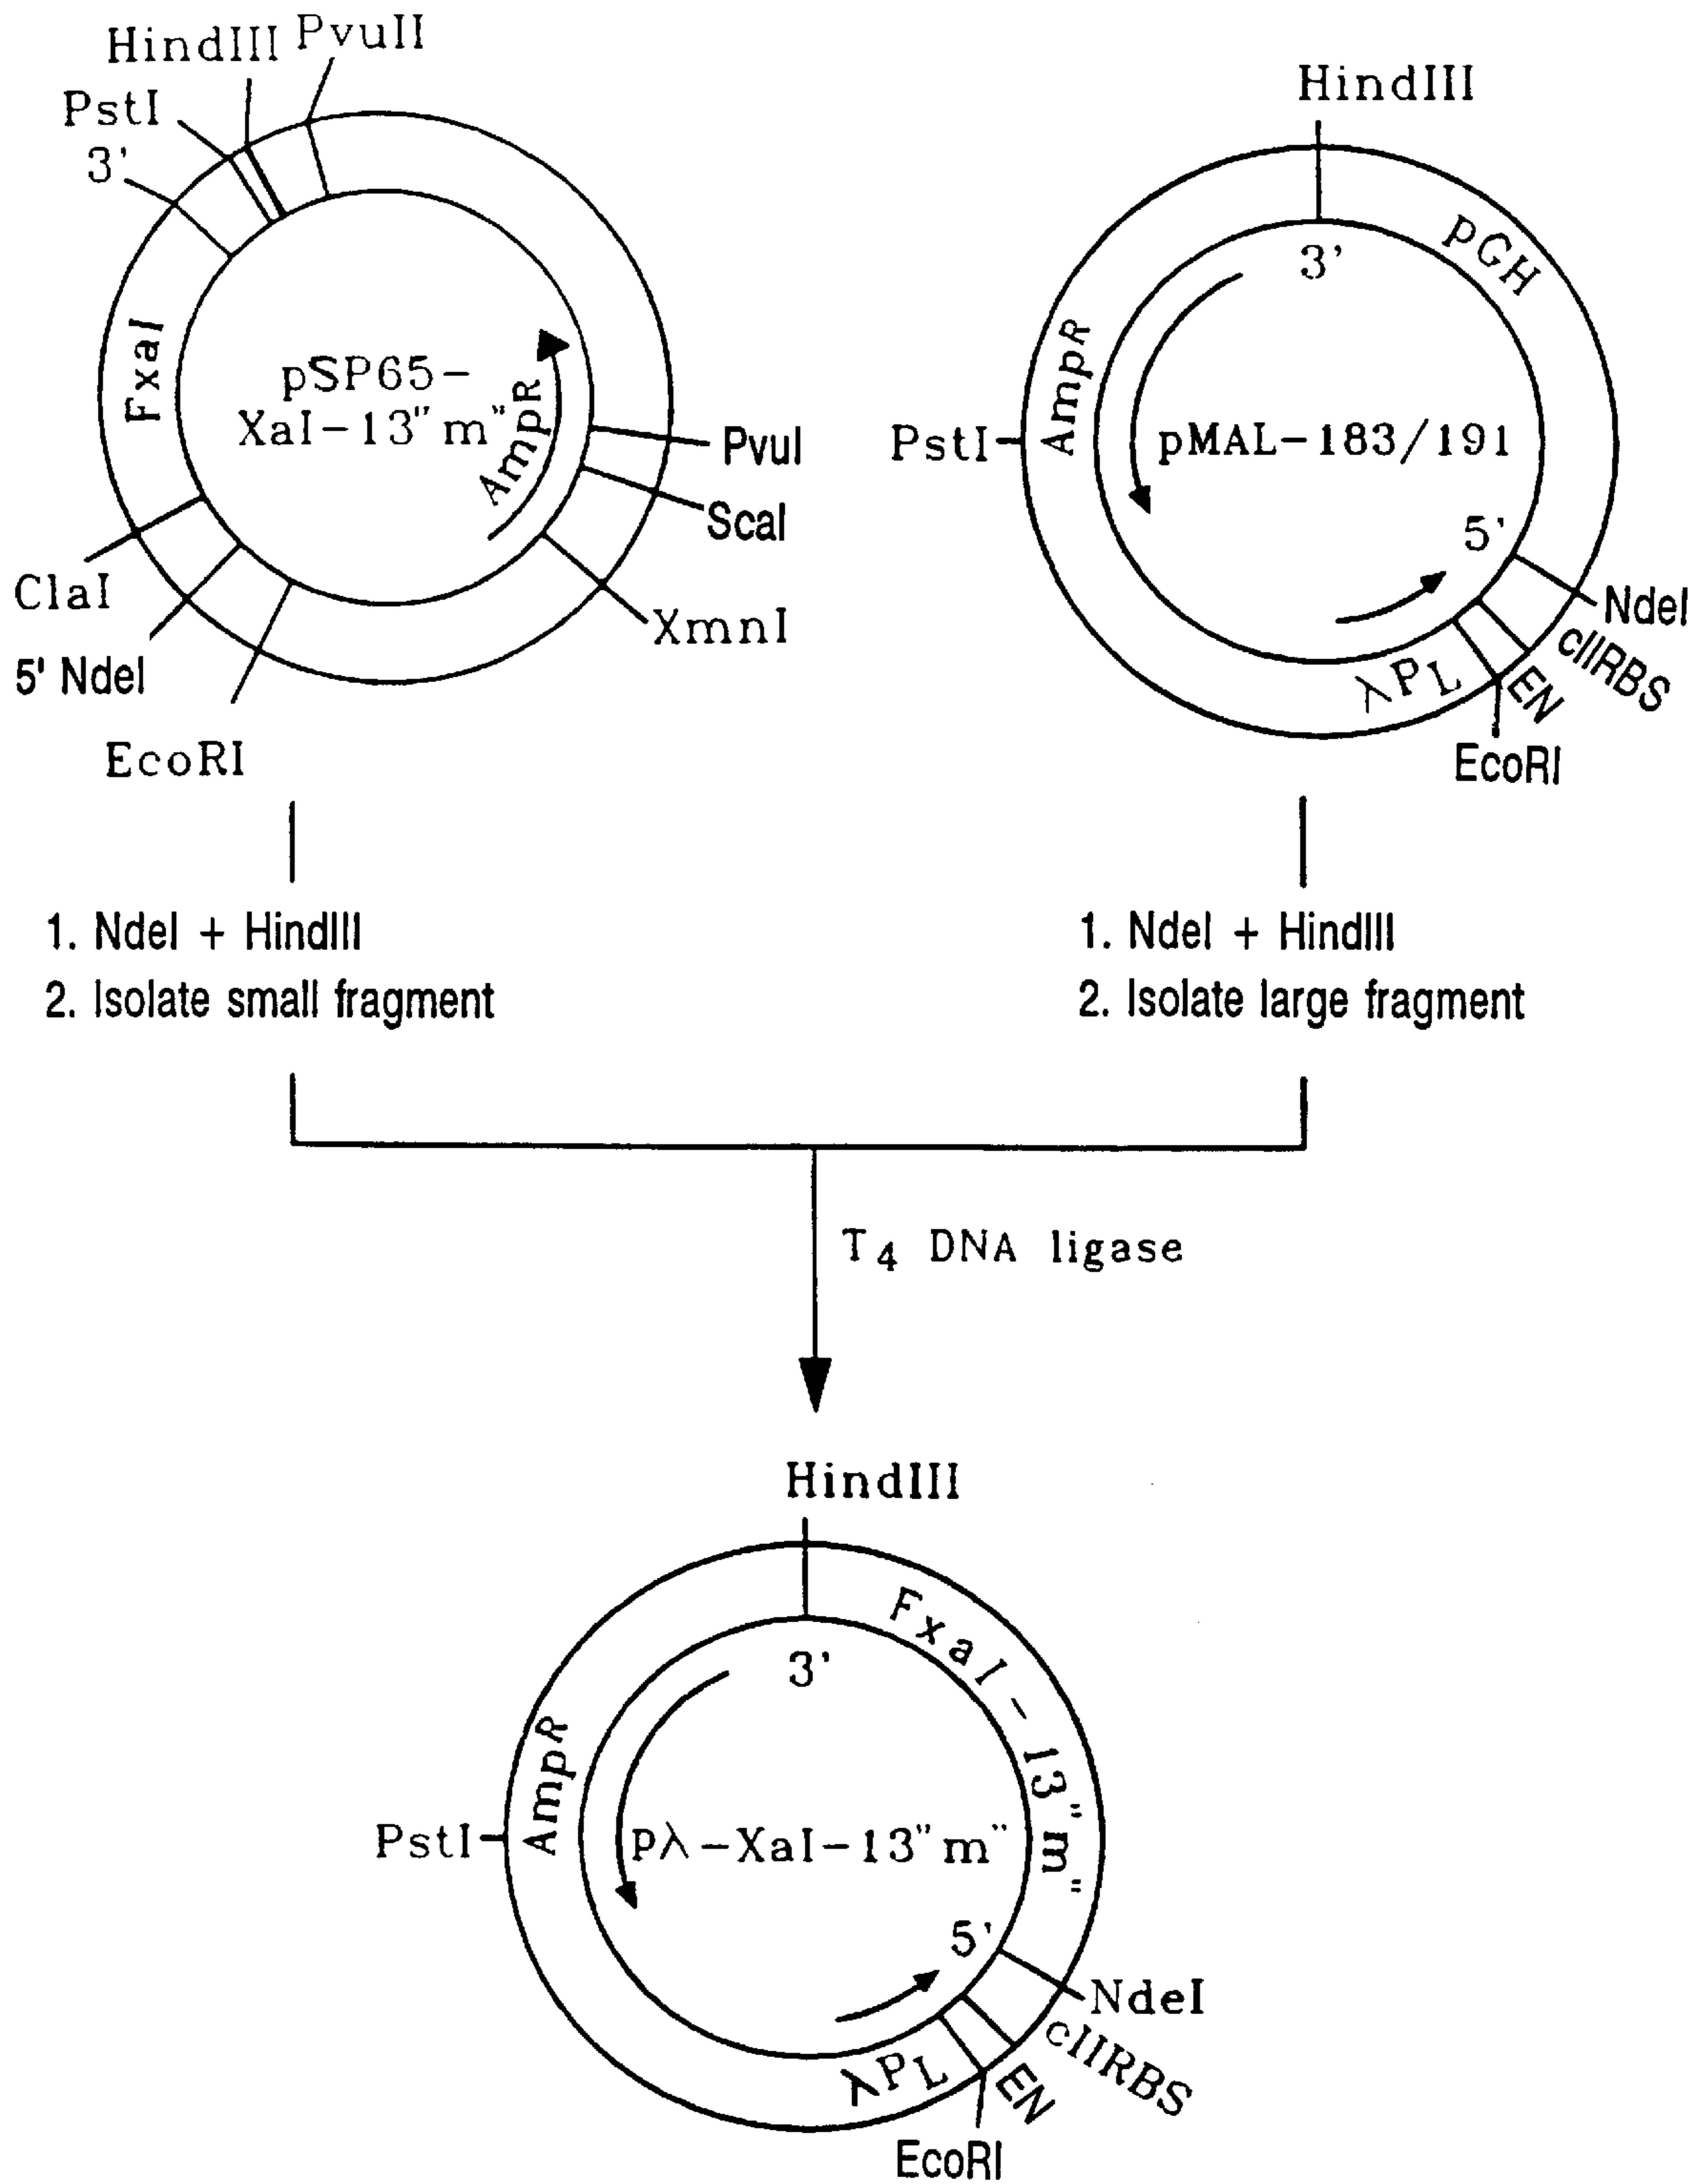 HindIII
PvuII
PstI
3'
FxaI
pSP65-
XaI-13"m"
AmpR
PvuI
ScaI
XmnI
ClaI
5' NdeI
EcoRI
HindIII
pGH
3'
AmpR
PstI
pMAL-183/191
5'
NdeI
cIIRBS
EN
λPL
EcoRI
1. NdeI + HindIII
2. Isolate small fragment
1. NdeI + HindIII
2. Isolate large fragment
T4 DNA ligase
HindIII
FxaI-13"m"
3'
AmpR
PstI
pλ-XaI-13"m"
5'
NdeI
cIIRBS
EN
λPL
EcoRI